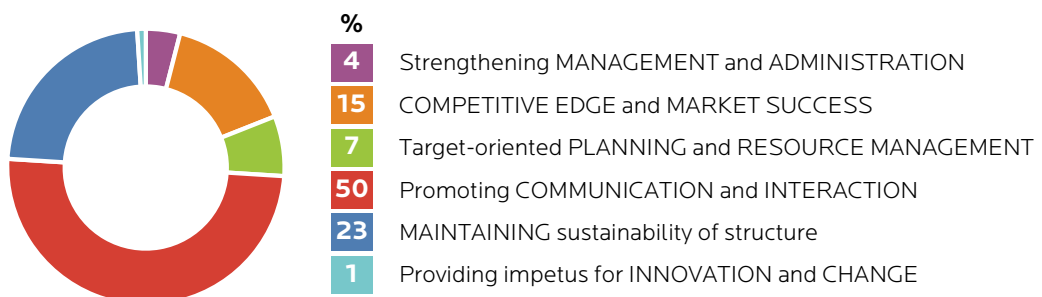 %
4 Strengthening MANAGEMENT and ADMINISTRATION
15 COMPETITIVE EDGE and MARKET SUCCESS
7 Target-oriented PLANNING and RESOURCE MANAGEMENT
50 Promoting COMMUNICATION and INTERACTION
23 MAINTAINING sustainability of structure
1 Providing impetus for INNOVATION and CHANGE